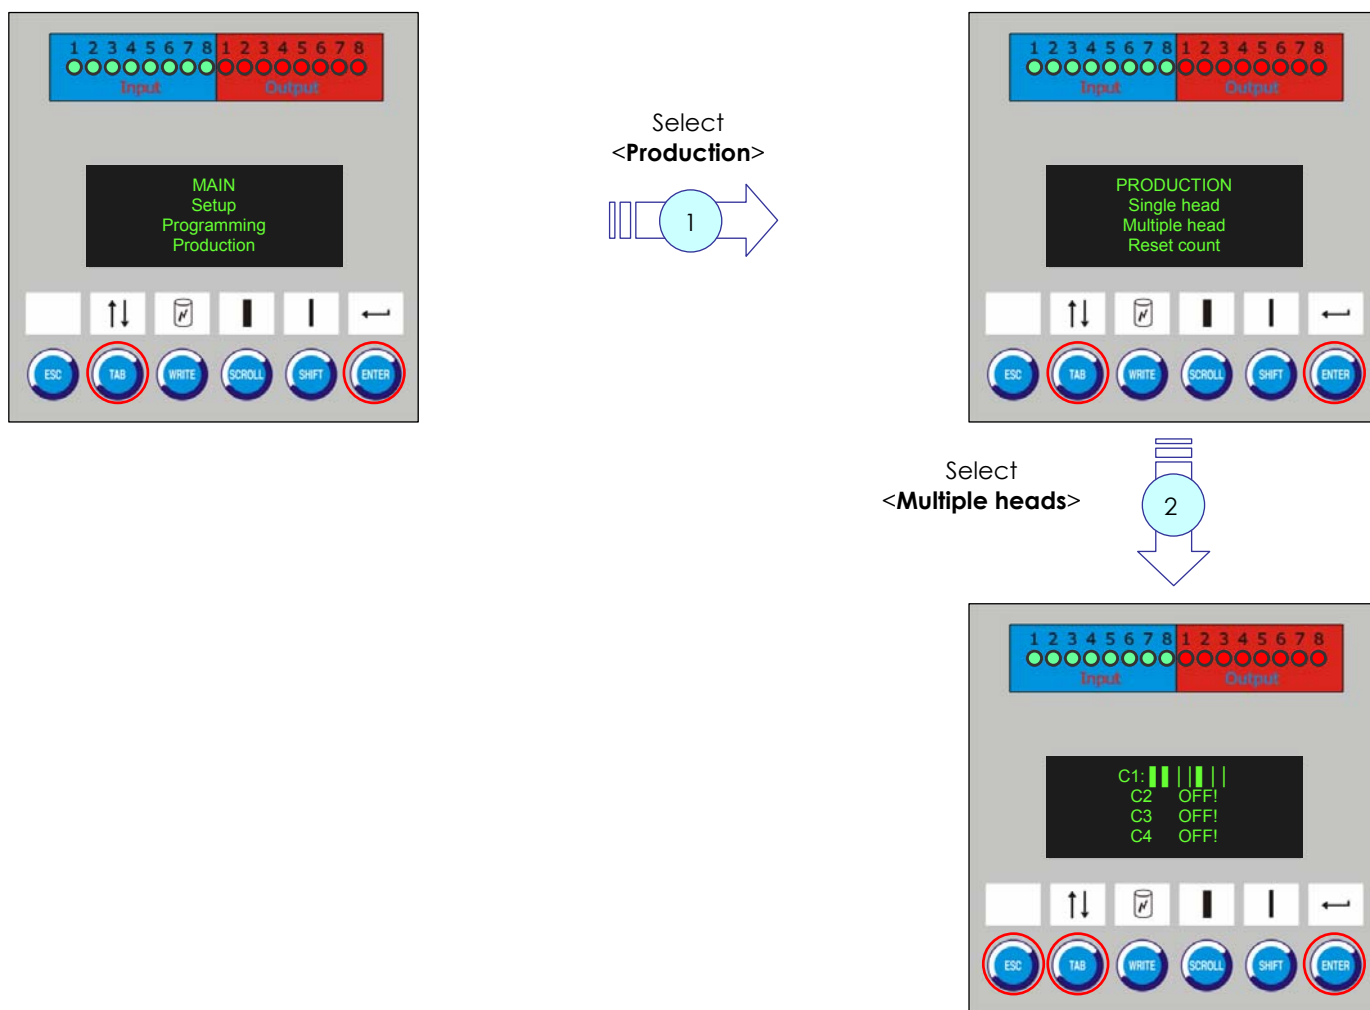 1 2 3 4 5 6 7 8 1 2 3 4 5 6 7 8
Input Output
MAIN
Setup
Programming
Production
ESC TAB WRITE SCROLL SHIFT ENTER
Select
<Production>
1
1 2 3 4 5 6 7 8 1 2 3 4 5 6 7 8
Input Output
PRODUCTION
Single head
Multiple head
Reset count
ESC TAB WRITE SCROLL SHIFT ENTER
Select
<Multiple heads>
2
1 2 3 4 5 6 7 8 1 2 3 4 5 6 7 8
Input Output
C1:
C2 OFF!
C3 OFF!
C4 OFF!
ESC TAB WRITE SCROLL SHIFT ENTER